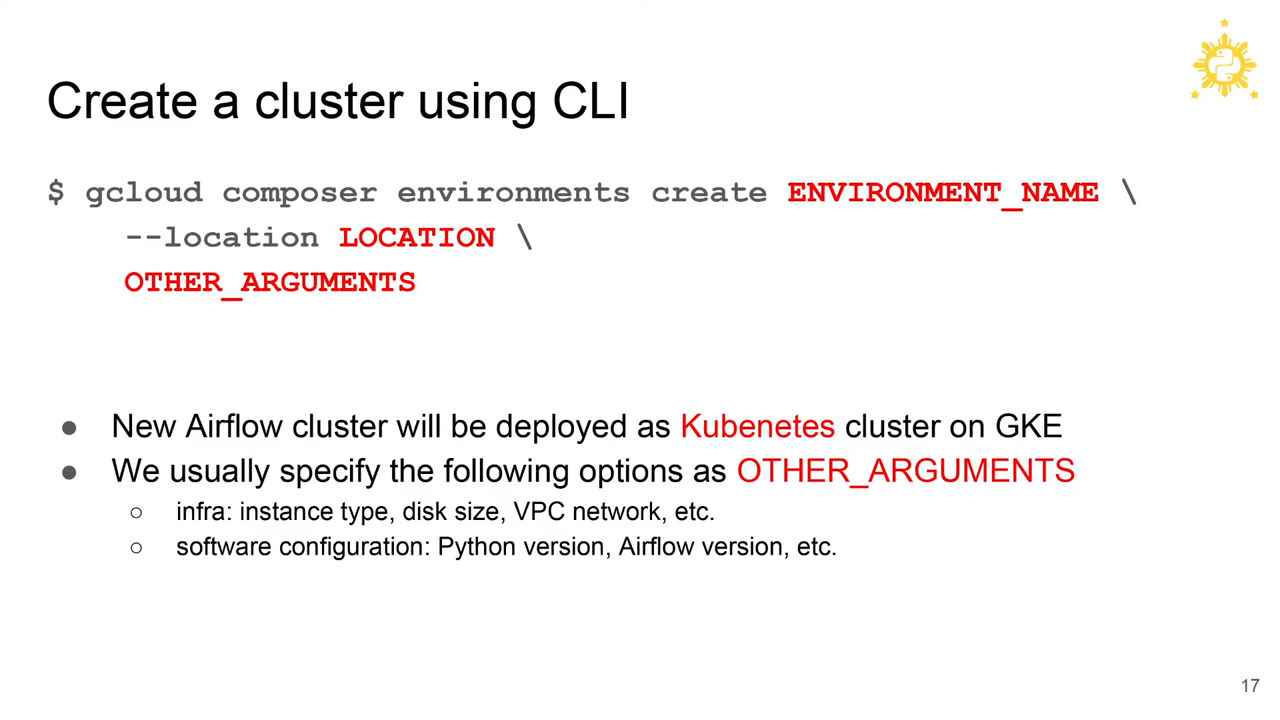 Create a cluster using CLI
$ gcloud composer environments create ENVIRONMENT_NAME \
--location LOCATION \
OTHER_ARGUMENTS
● New Airflow cluster will be deployed as Kubenetes cluster on GKE
● We usually specify the following options as OTHER_ARGUMENTS
○ infra: instance type, disk size, VPC network, etc.
○ software configuration: Python version, Airflow version, etc.
17